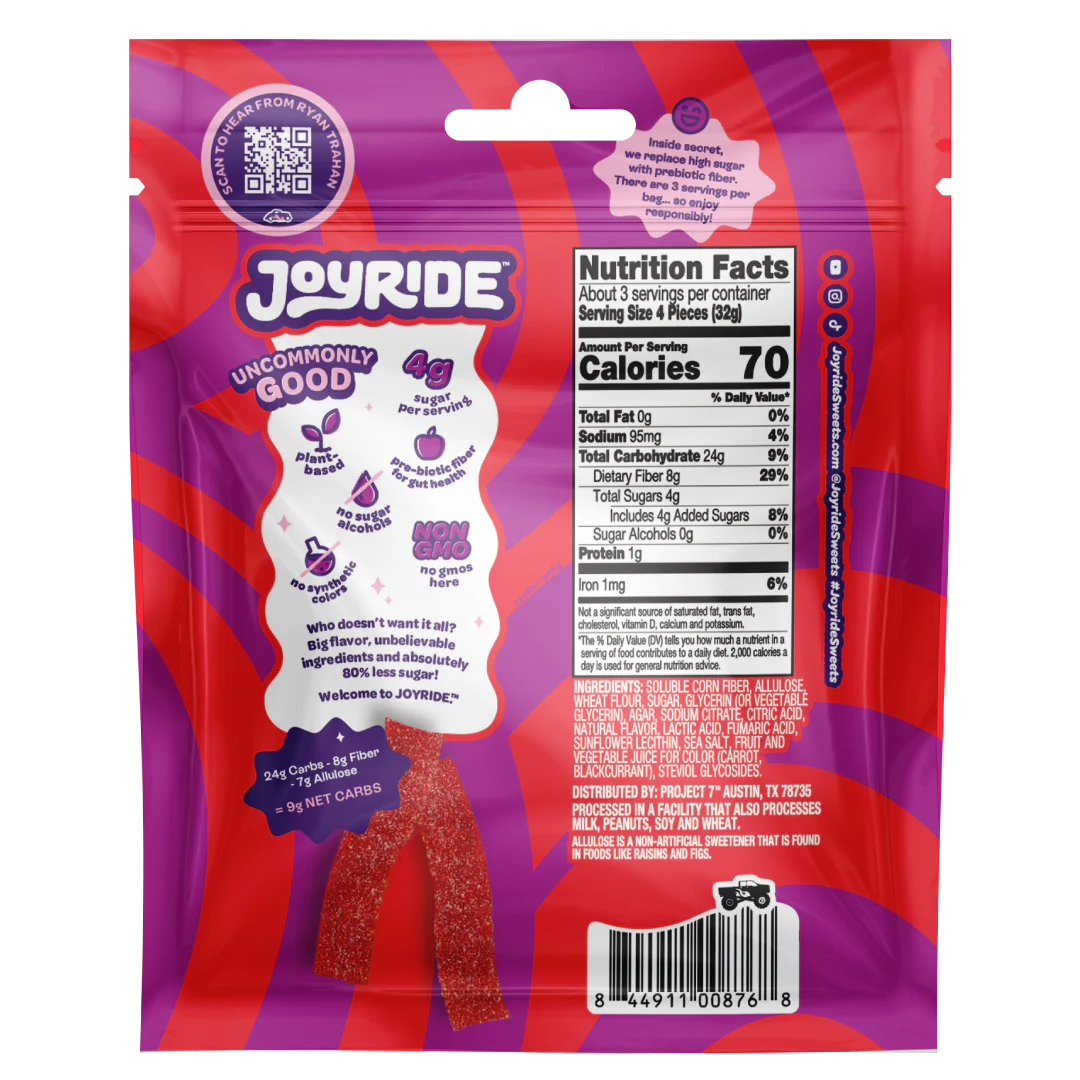 SCAN TO HEAR FROM RYAN TRAHAN
Inside secret,
we replace high sugar
with prebiotic fiber.
There are 3 servings per
bag... so enjoy
responsibly!
JOYRIDE™
UNCOMMONLY
GOOD
4g
sugar
per serving
plant-
based
pre-biotic fiber
for gut health
no sugar
alcohols
NON
GMO
no gmos
here
no synthetic
colors
Who doesn't want it all?
Big flavor, unbelievable
ingredients and absolutely
80% less sugar!
Welcome to JOYRIDE.™
24g Carbs - 8g Fiber
- 7g Allulose
= 9g NET CARBS
Nutrition Facts
About 3 servings per container
Serving Size 4 Pieces (32g)
Amount Per Serving
Calories 70
% Daily Value*
Total Fat 0g 0%
Sodium 95mg 4%
Total Carbohydrate 24g 9%
Dietary Fiber 8g 29%
Total Sugars 4g
Includes 4g Added Sugars 8%
Sugar Alcohols 0g 0%
Protein 1g
Iron 1mg 6%
Not a significant source of saturated fat, trans fat,
cholesterol, vitamin D, calcium and potassium.
*The % Daily Value (DV) tells you how much a nutrient in a
serving of food contributes to a daily diet. 2,000 calories a
day is used for general nutrition advice.
INGREDIENTS: SOLUBLE CORN FIBER, ALLULOSE,
WHEAT FLOUR, SUGAR, GLYCERIN (OR VEGETABLE
GLYCERIN), AGAR, SODIUM CITRATE, CITRIC ACID,
NATURAL FLAVOR, LACTIC ACID, FUMARIC ACID,
SUNFLOWER LECITHIN, SEA SALT, FRUIT AND
VEGETABLE JUICE FOR COLOR (CARROT,
BLACKCURRANT), STEVIOL GLYCOSIDES.
DISTRIBUTED BY: PROJECT 7™ AUSTIN, TX 78735
PROCESSED IN A FACILITY THAT ALSO PROCESSES
MILK, PEANUTS, SOY AND WHEAT.
ALLULOSE IS A NON-ARTIFICIAL SWEETENER THAT IS FOUND
IN FOODS LIKE RAISINS AND FIGS.
JoyrideSweets.com @JoyrideSweets #JoyrideSweets
8 44911 00876 8